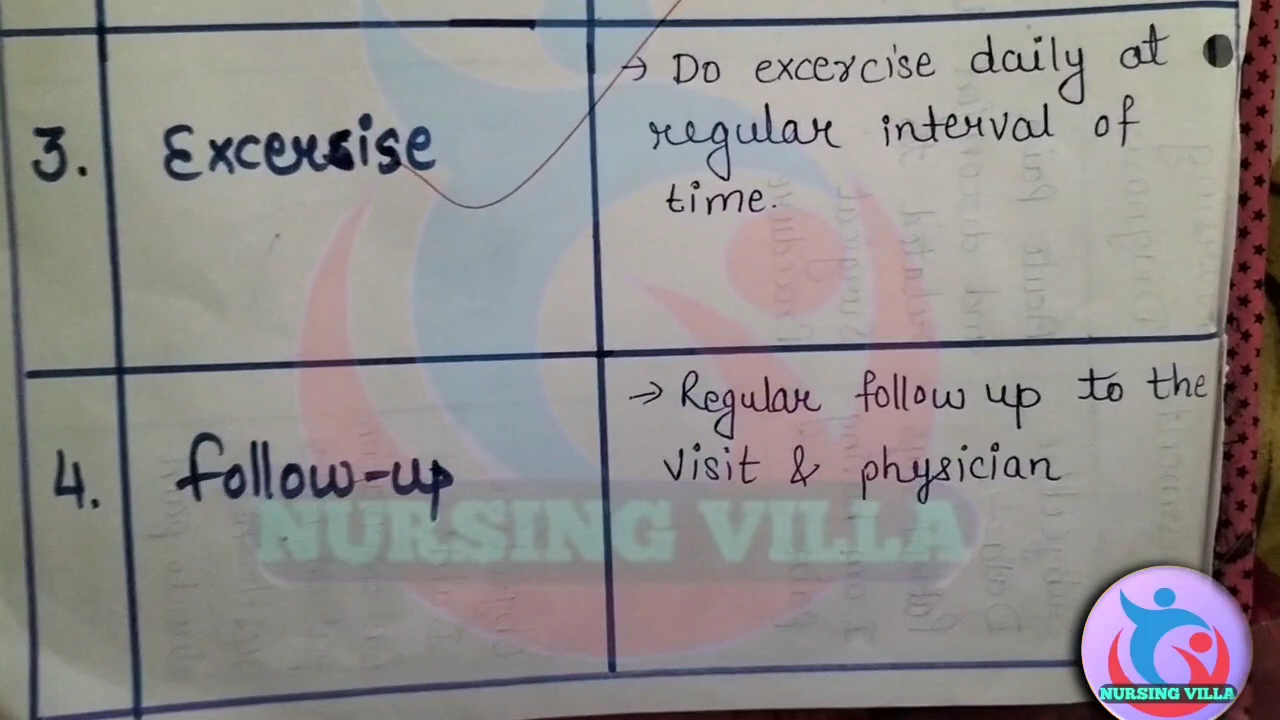 3.
Excersise
→ Do excercise daily at
regular interval of
time.
4.
follow-up
→ Regular follow up to the
visit & physician
NURSING VILLA
NURSING VILLA